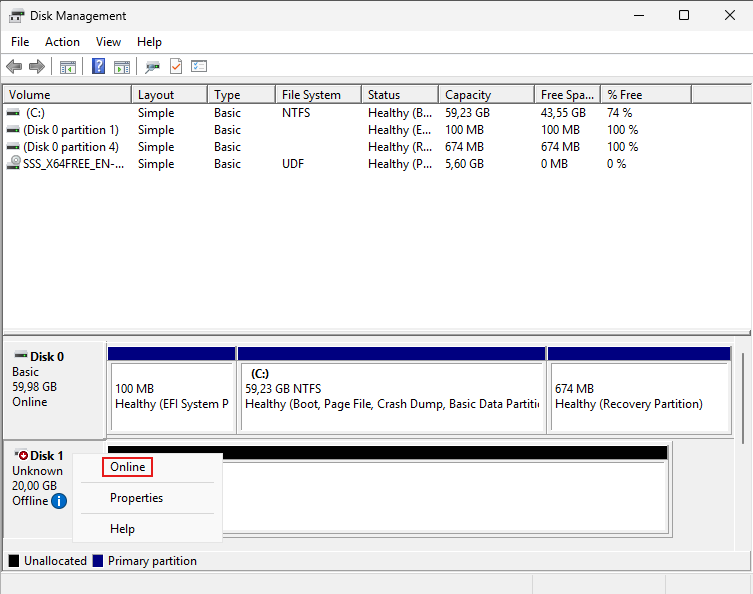 Disk Management
File Action View Help
Volume Layout Type File System Status Capacity Free Spa... % Free
(C:) Simple Basic NTFS Healthy (B... 59,23 GB 43,55 GB 74 %
(Disk 0 partition 1) Simple Basic Healthy (E... 100 MB 100 MB 100 %
(Disk 0 partition 4) Simple Basic Healthy (R... 674 MB 674 MB 100 %
SSS_X64FREE_EN-... Simple Basic UDF Healthy (P... 5,60 GB 0 MB 0 %
Disk 0
Basic
59,98 GB
Online
100 MB
Healthy (EFI System P
(C:)
59,23 GB NTFS
Healthy (Boot, Page File, Crash Dump, Basic Data Partiti
674 MB
Healthy (Recovery Partition)
Disk 1
Unknown
20,00 GB
Offline
Online
Properties
Help
Unallocated Primary partition